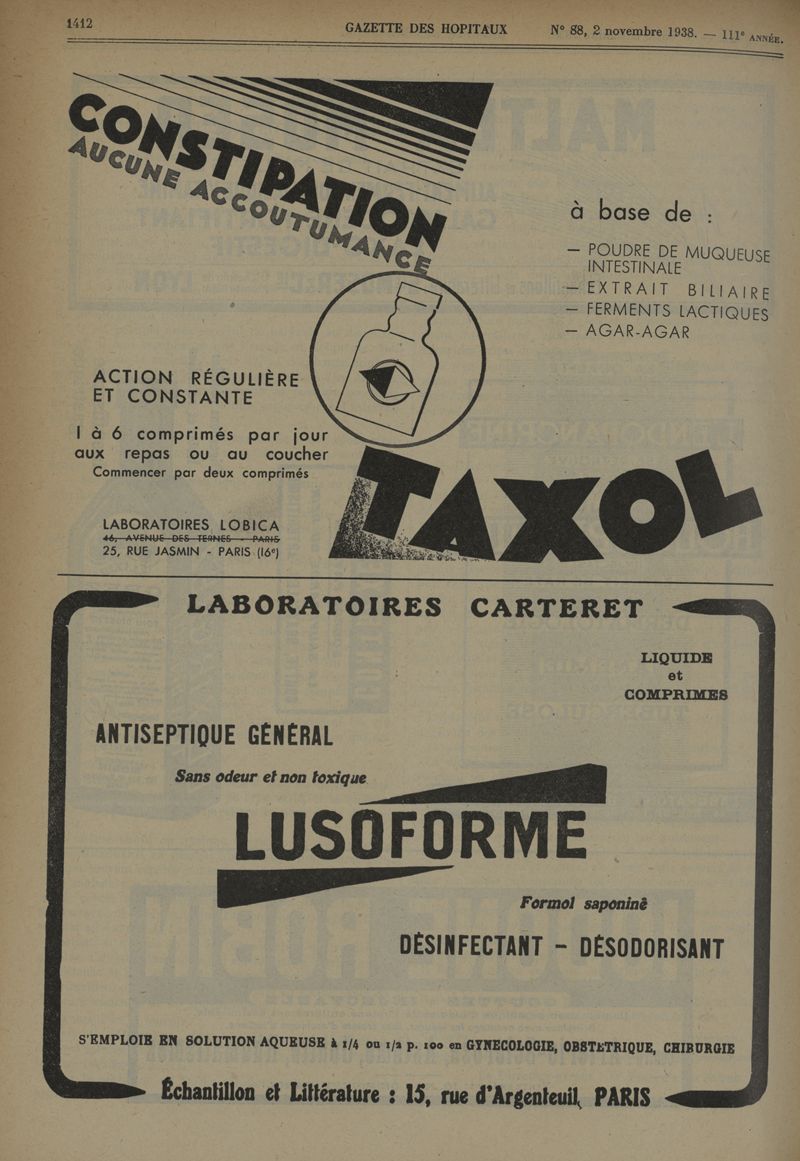 1412
GAZETTE DES HOPITAUX
N° 88, 2 novembre 1938. — 111e ANNÉE.
CONSTIPATION
AUCUNE ACCOUTUMANCE
à base de :
— POUDRE DE MUQUEUSE
INTESTINALE
— EXTRAIT BILIAIRE
— FERMENTS LACTIQUES
— AGAR-AGAR
ACTION RÉGULIÈRE
ET CONSTANTE
1 à 6 comprimés par jour
aux repas ou au coucher
Commencer par deux comprimés
TAXOL
LABORATOIRES LOBICA
46, AVENUE DES TERNES - PARIS
25, RUE JASMIN - PARIS (16e)
LABORATOIRES CARTERET
LIQUIDE
et
COMPRIMES
ANTISEPTIQUE GÉNÉRAL
Sans odeur et non toxique
LUSOFORME
Formol saponiné
DÉSINFECTANT - DÉSODORISANT
S'EMPLOIE EN SOLUTION AQUEUSE à 1/4 ou 1/2 p. 100 en GYNECOLOGIE, OBSTETRIQUE, CHIRURGIE
Échantillon et Littérature : 15, rue d'Argenteuil, PARIS